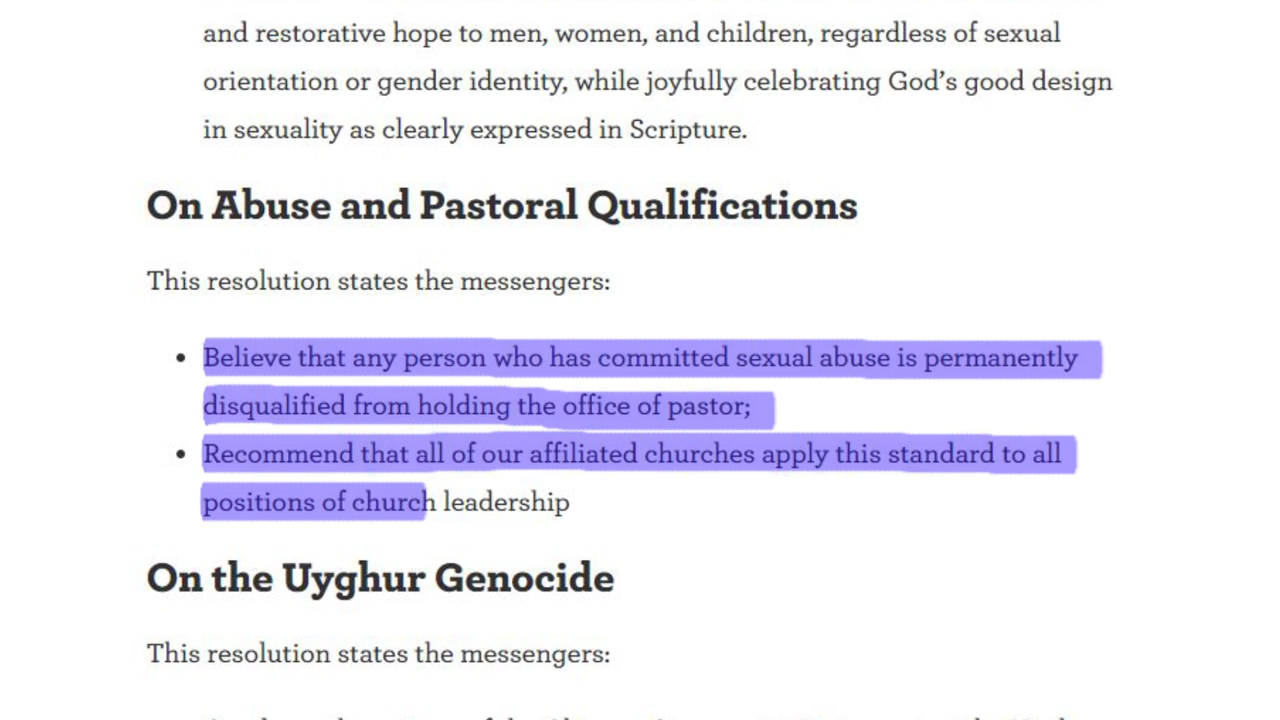 and restorative hope to men, women, and children, regardless of sexual
orientation or gender identity, while joyfully celebrating God’s good design
in sexuality as clearly expressed in Scripture.
On Abuse and Pastoral Qualifications
This resolution states the messengers:
• Believe that any person who has committed sexual abuse is permanently
disqualified from holding the office of pastor;
• Recommend that all of our affiliated churches apply this standard to all
positions of church leadership
On the Uyghur Genocide
This resolution states the messengers: